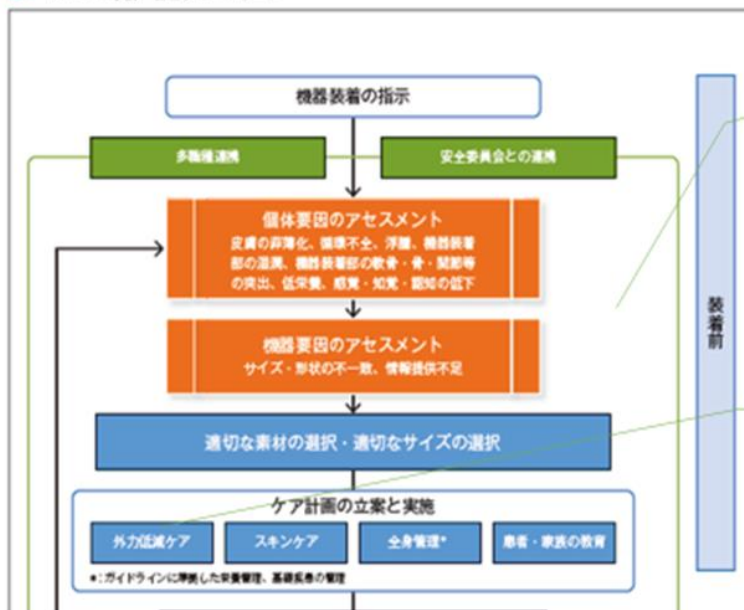 機器装着の指示
多職種連携
安全委員会との連携
個体要因のアセスメント
皮膚の菲薄化、循環不全、浮腫、機器装着
部の湿潤、機器装着部の軟骨・骨・関節等
の突出、低栄養、感覚・知覚・認知の低下
機器要因のアセスメント
サイズ・形状の不一致、情報提供不足
適切な素材の選択・適切なサイズの選択
ケア計画の立案と実施
外力低減ケア
スキンケア
全身管理*
患者・家族の教育
*：ガイドラインに準拠した栄養管理、基礎疾患の管理
装着前